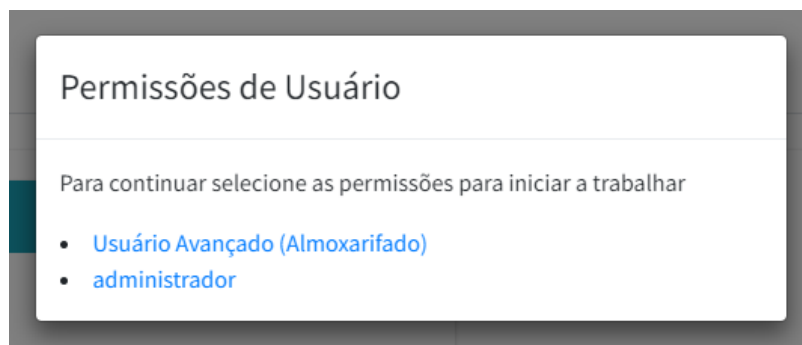 Permissões de Usuário
Para continuar selecione as permissões para iniciar a trabalhar
Usuário Avançado (Almoxarifado)
administrador